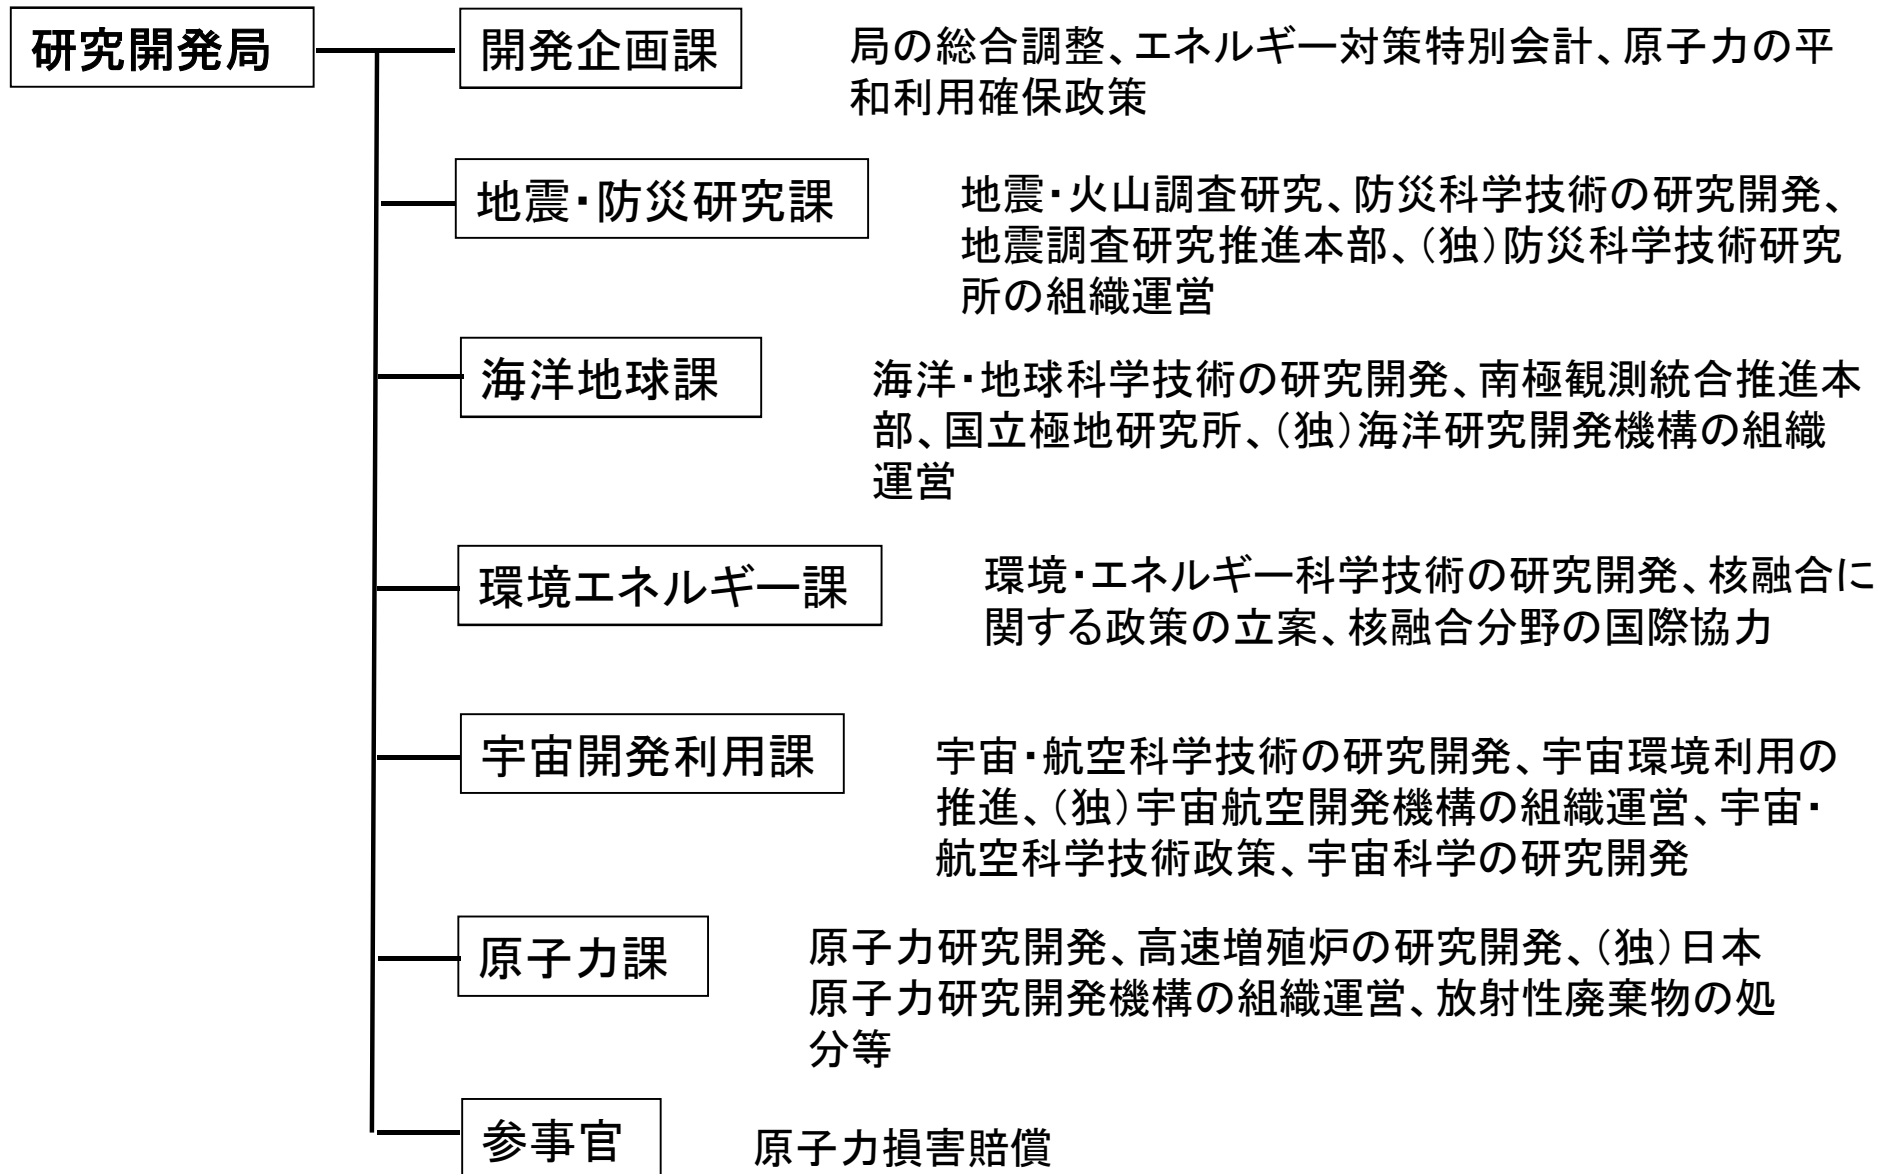 研究開発局
開発企画課
局の総合調整、エネルギー対策特別会計、原子力の平
和利用確保政策
地震・防災研究課
地震・火山調査研究、防災科学技術の研究開発、
地震調査研究推進本部、(独)防災科学技術研究
所の組織運営
海洋地球課
海洋・地球科学技術の研究開発、南極観測統合推進本
部、国立極地研究所、(独)海洋研究開発機構の組織
運営
環境エネルギー課
環境・エネルギー科学技術の研究開発、核融合に
関する政策の立案、核融合分野の国際協力
宇宙開発利用課
宇宙・航空科学技術の研究開発、宇宙環境利用の
推進、(独)宇宙航空開発機構の組織運営、宇宙・
航空科学技術政策、宇宙科学の研究開発
原子力課
原子力研究開発、高速増殖炉の研究開発、(独)日本
原子力研究開発機構の組織運営、放射性廃棄物の処
分等
参事官
原子力損害賠償